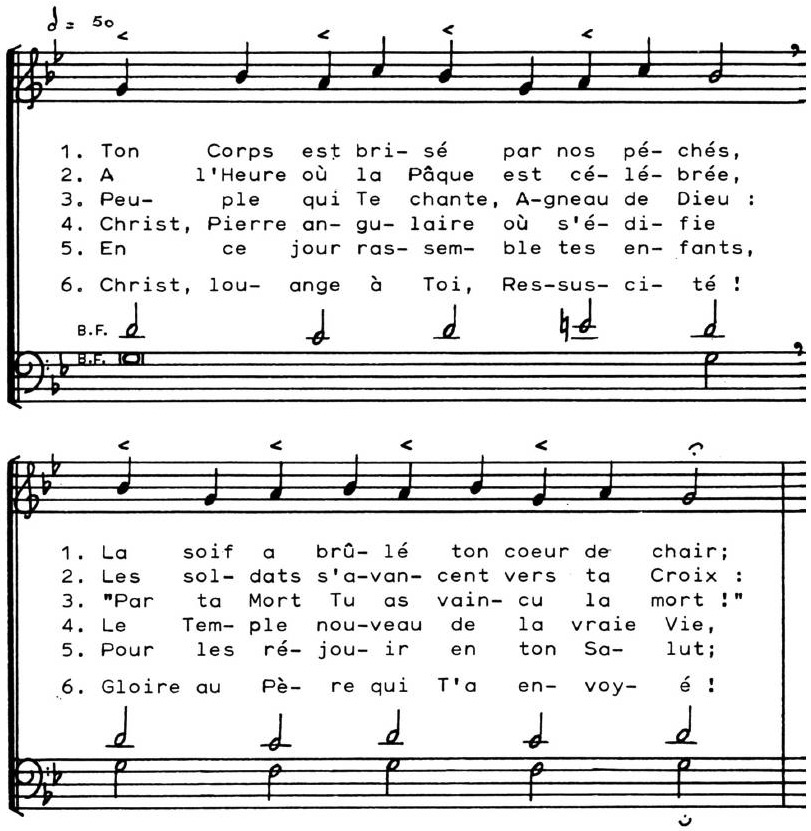 = 50
1. Ton Corps est bri- sé par nos pé- chés,
2. A l'Heure où la Pâque est cé- lé- brée,
3. Peu- ple qui Te chante, A-gneau de Dieu :
4. Christ, Pierre an- gu- laire où s'é- di- fie
5. En ce jour ras- sem- ble tes en- fants,
6. Christ, lou- ange à Toi, Res-sus- ci- té !
B.F.
B.F.
1. La soif a brû- lé ton coeur de chair;
2. Les sol- dats s'a-van- cent vers ta Croix :
3. "Par ta Mort Tu as vain- cu la mort !"
4. Le Tem- ple nou-veau de la vraie Vie,
5. Pour les ré- jou- ir en ton Sa- lut;
6. Gloire au Pè- re qui T'a en- voy- é !